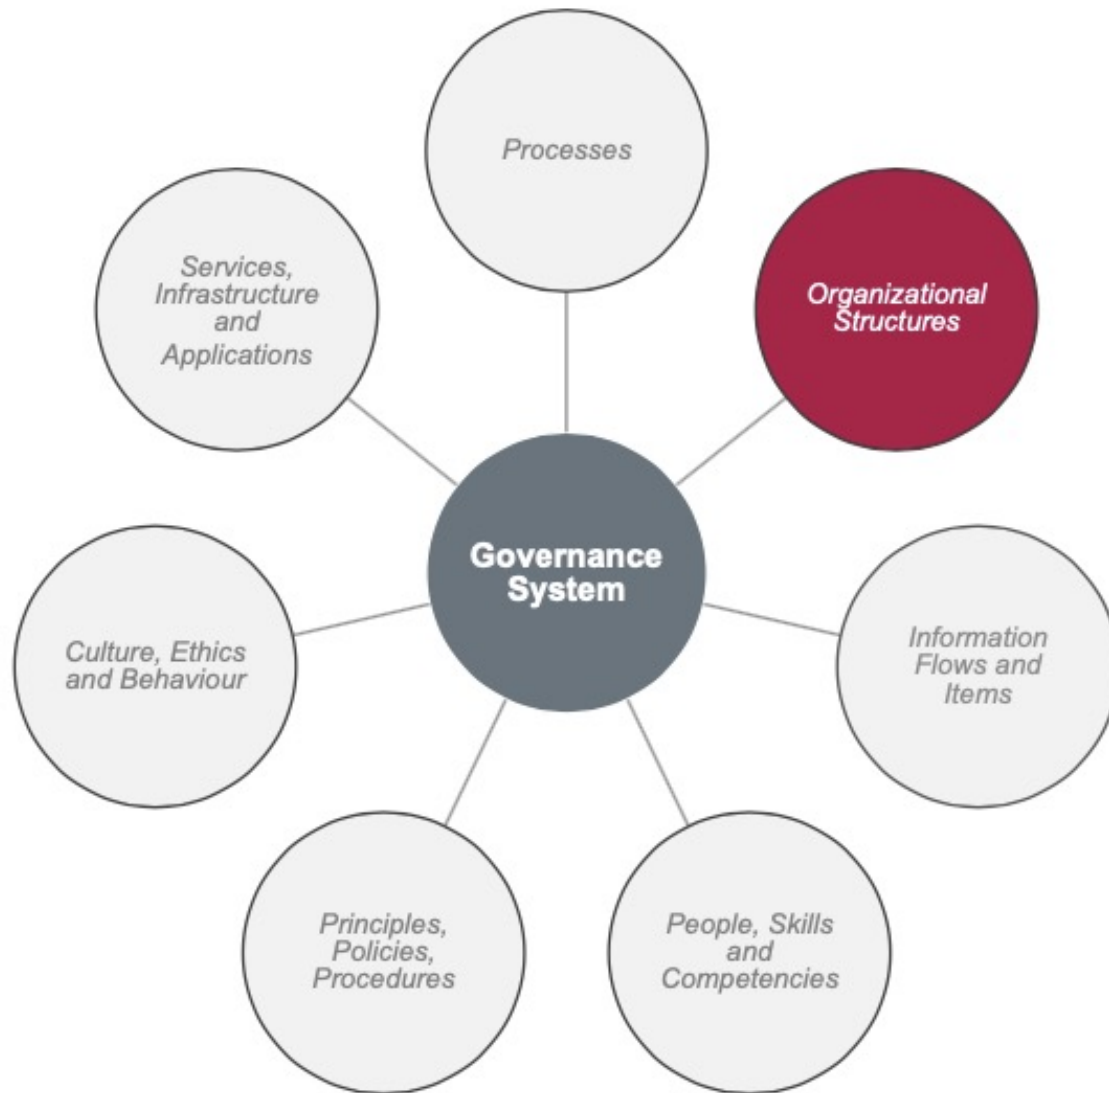 Processes
Organizational
Structures
Services,
Infrastructure
and
Applications
Governance
System
Information
Flows and
Items
Culture, Ethics
and Behaviour
People, Skills
and
Competencies
Principles,
Policies,
Procedures